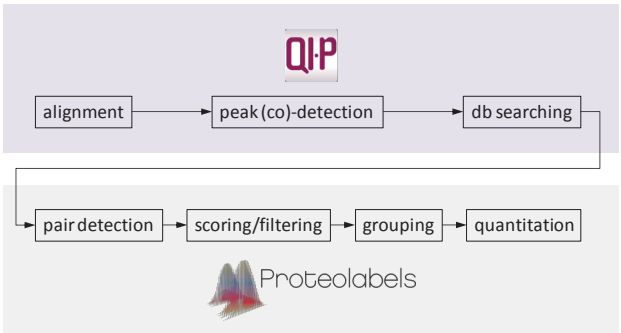 QI·P
alignment
peak (co)-detection
db searching
pair detection
scoring/filtering
grouping
quantitation
Proteolabels